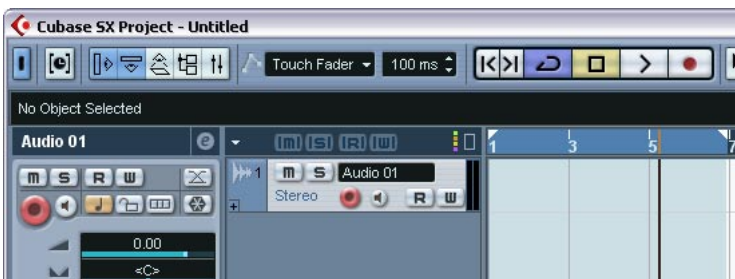 Cubase SX Project - Untitled
Touch Fader 100 ms
No Object Selected
Audio 01 e m S R W 1 3 5 7
m S R W 1 m S Audio 01
Stereo R W
0.00
<C>